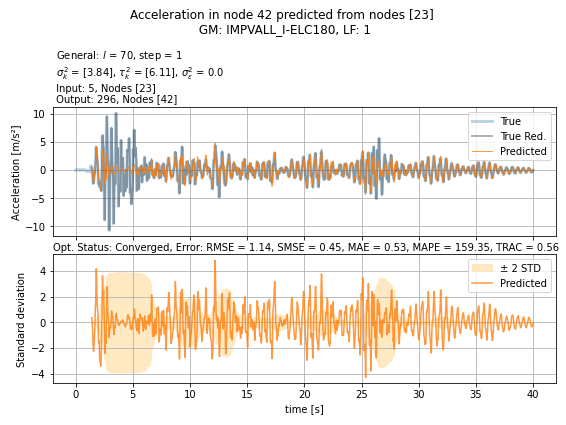 Acceleration in node 42 predicted from nodes [23]
GM: IMPVALL_I-ELC180, LF: 1
General: l = 70, step = 1
σ²ₖ = [3.84], τ²ₖ = [6.11], σ²ₑ = 0.0
Input: 5, Nodes [23]
Output: 296, Nodes [42]
Acceleration [m/s²]
10
5
0
−5
−10
True
True Red.
Predicted
Opt. Status: Converged, Error: RMSE = 1.14, SMSE = 0.45, MAE = 0.53, MAPE = 159.35, TRAC = 0.56
Standard deviation
4
2
0
−2
−4
± 2 STD
Predicted
0 5 10 15 20 25 30 35 40
time [s]